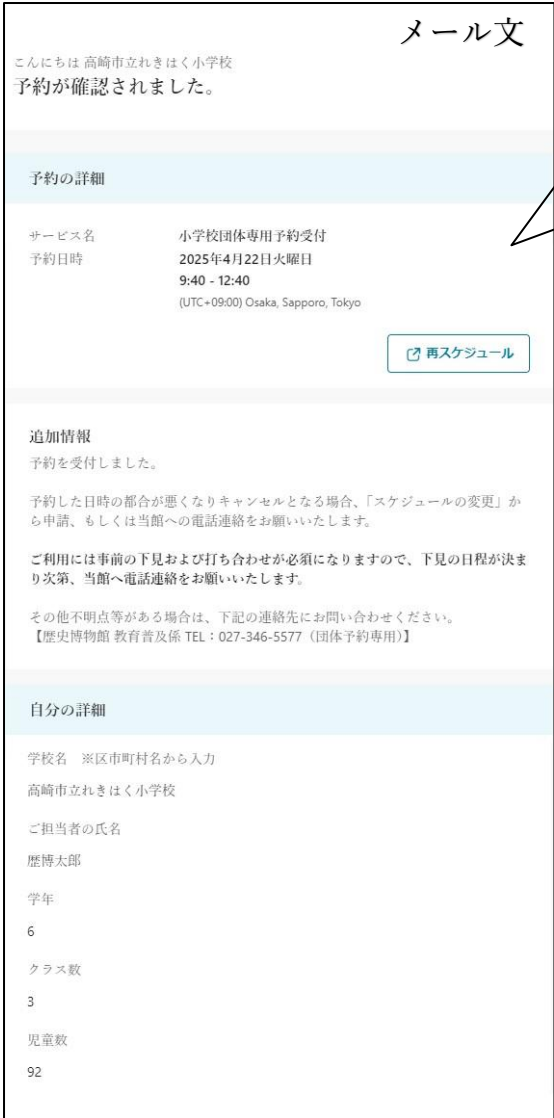 メール文
こんにちは 高崎市立れきはく小学校
予約が確認されました。
予約の詳細
サービス名 小学校団体専用予約受付
予約日時 2025年4月22日火曜日
9:40 - 12:40
(UTC+09:00) Osaka, Sapporo, Tokyo
再スケジュール
追加情報
予約を受付しました。
予約した日時の都合が悪くなりキャンセルとなる場合、「スケジュールの変更」か
ら申請、もしくは当館への電話連絡をお願いいたします。
ご利用には事前の下見および打ち合わせが必須になりますので、下見の日程が決ま
り次第、当館へ電話連絡をお願いいたします。
その他不明点等がある場合は、下記の連絡先にお問い合わせください。
【歴史博物館 教育普及係 TEL：027-346-5577（団体予約専用）】
自分の詳細
学校名　※区市町村名から入力
高崎市立れきはく小学校
ご担当者の氏名
歴博太郎
学年
6
クラス数
3
児童数
92